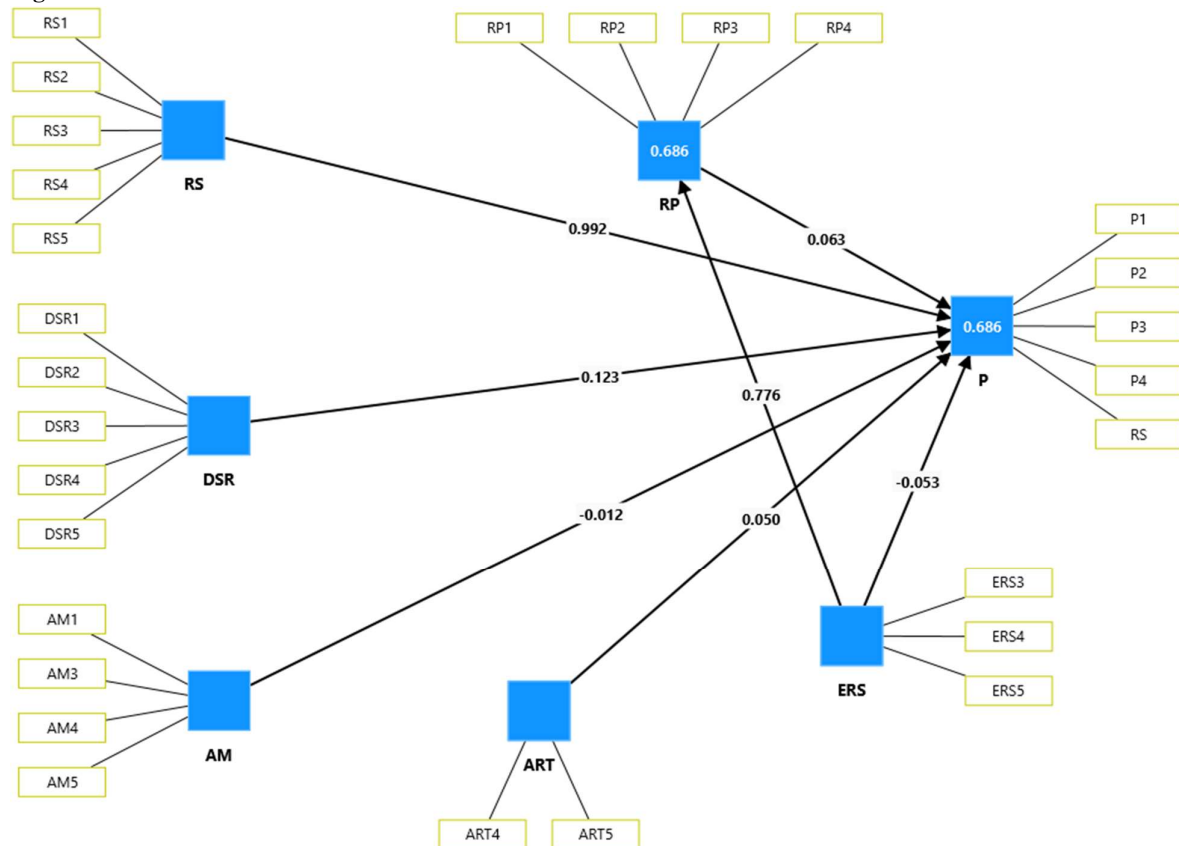 RS1
RS2
RS3
RS4
RS5
RS
RP1
RP2
RP3
RP4
0.686
RP
0.992
0.063
P1
P2
P3
P4
RS
0.686
P
DSR1
DSR2
DSR3
DSR4
DSR5
DSR
0.123
0.776
-0.053
-0.012
0.050
AM1
AM3
AM4
AM5
AM
ART
ART4
ART5
ERS3
ERS4
ERS5
ERS